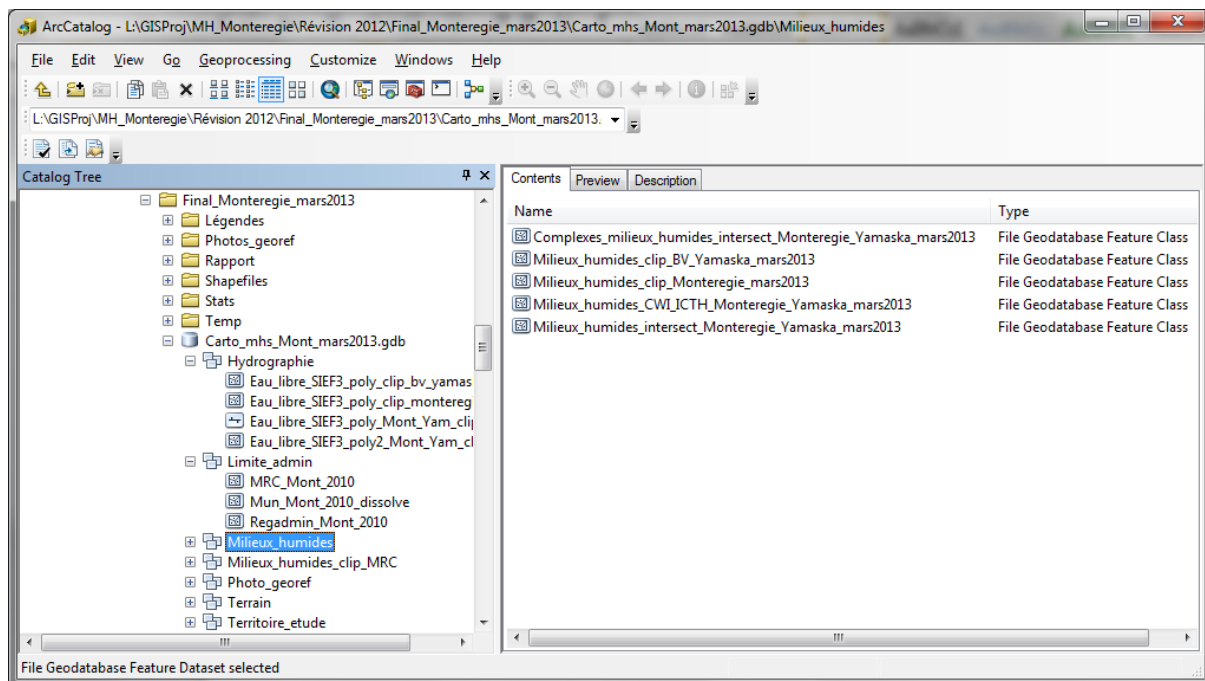 ArcCatalog - L:\GISProj\MH_Monteregie\Révision 2012\Final_Monteregie_mars2013\Carto_mhs_Mont_mars2013.gdb\Milieux_humides
File Edit View Go Geoprocessing Customize Windows Help
L:\GISProj\MH_Monteregie\Révision 2012\Final_Monteregie_mars2013\Carto_mhs_Mont_mars2013.
Catalog Tree
Final_Monteregie_mars2013
Légendes
Photos_georef
Rapport
Shapefiles
Stats
Temp
Carto_mhs_Mont_mars2013.gdb
Hydrographie
Eau_libre_SIEF3_poly_clip_bv_yamas
Eau_libre_SIEF3_poly_clip_montereg
Eau_libre_SIEF3_poly_Mont_Yam_cli
Eau_libre_SIEF3_poly2_Mont_Yam_cl
Limite_admin
MRC_Mont_2010
Mun_Mont_2010_dissolve
Regadmin_Mont_2010
Milieux_humides
Milieux_humides_clip_MRC
Photo_georef
Terrain
Territoire_etude
Contents Preview Description
Name Type
Complexes_milieux_humides_intersect_Monteregie_Yamaska_mars2013 File Geodatabase Feature Class
Milieux_humides_clip_BV_Yamaska_mars2013 File Geodatabase Feature Class
Milieux_humides_clip_Monteregie_mars2013 File Geodatabase Feature Class
Milieux_humides_CWI_ICTH_Monteregie_Yamaska_mars2013 File Geodatabase Feature Class
Milieux_humides_intersect_Monteregie_Yamaska_mars2013 File Geodatabase Feature Class
File Geodatabase Feature Dataset selected